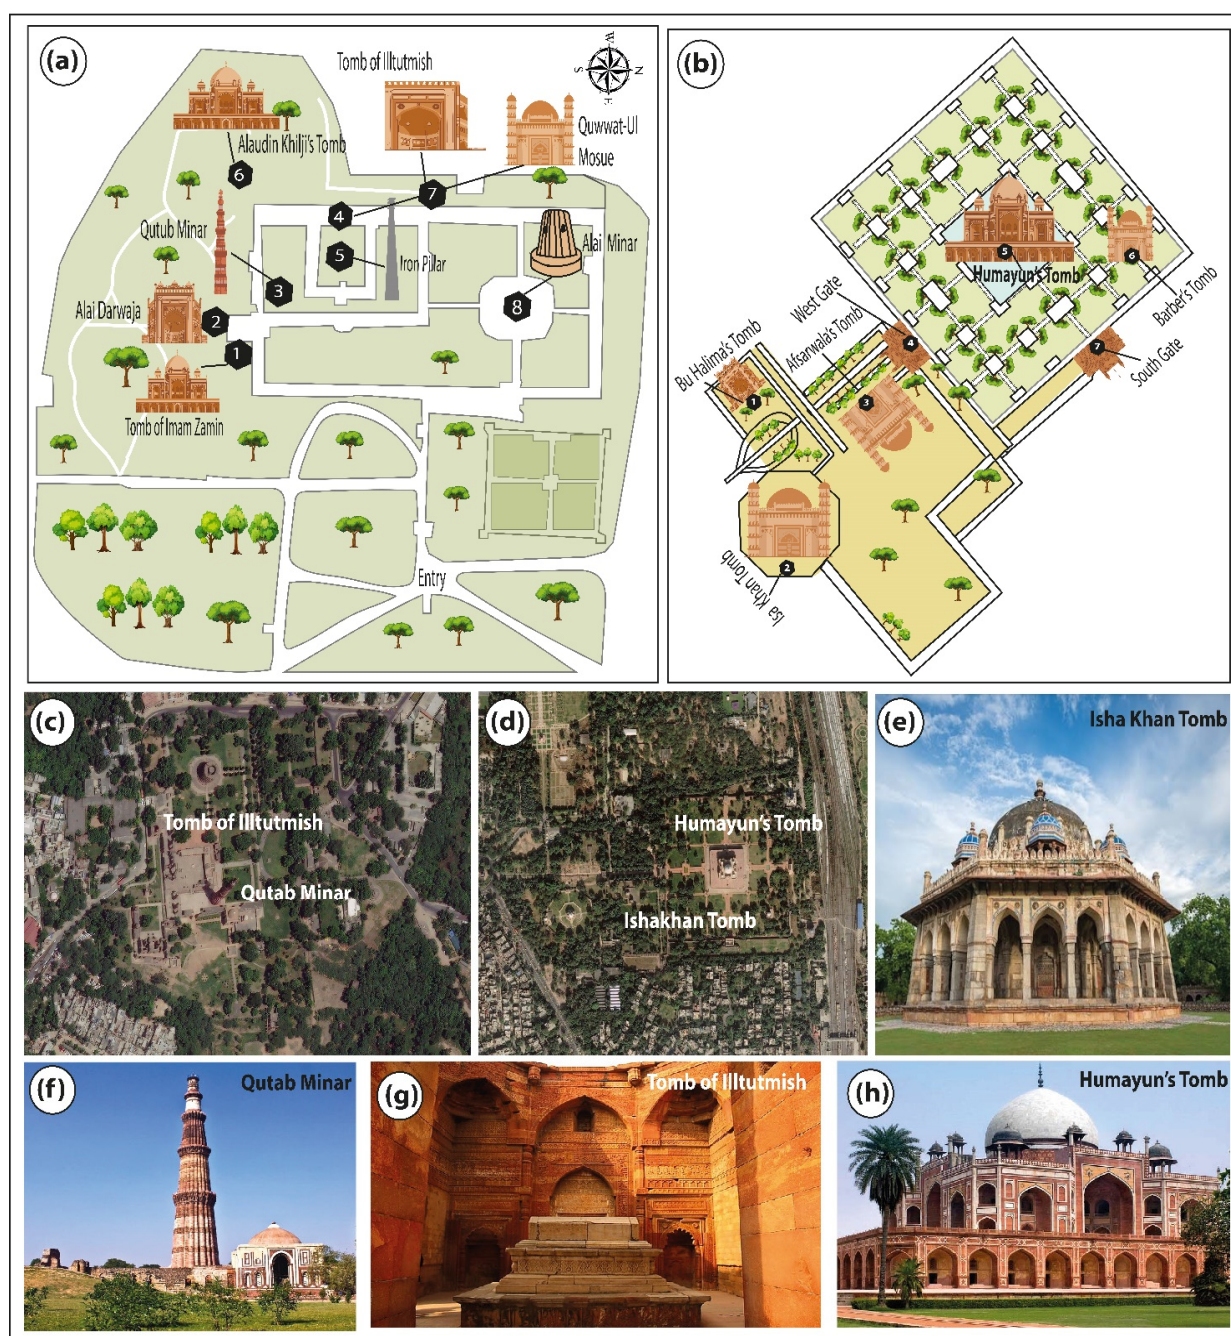 (a)
Tomb of Illtutmish
W
S
N
E
Quwwat-Ul
Mosue
Alaudin Khilji's Tomb
6
7
4
Qutub Minar
5
Iron Pillar
Alai Minar
3
8
Alai Darwaja
2
1
Tomb of Imam Zamin
Entry
(b)
5
Humayun's Tomb
6
Barber's Tomb
West Gate
4
7
South Gate
Afsarwala's Tomb
3
Bu Halima's Tomb
1
2
Isa Khan Tomb
(c)
Tomb of Illtutmish
Qutab Minar
(d)
Humayun's Tomb
Ishakhan Tomb
(e)
Isha Khan Tomb
(f)
Qutab Minar
(g)
Tomb of Illtutmish
(h)
Humayun's Tomb